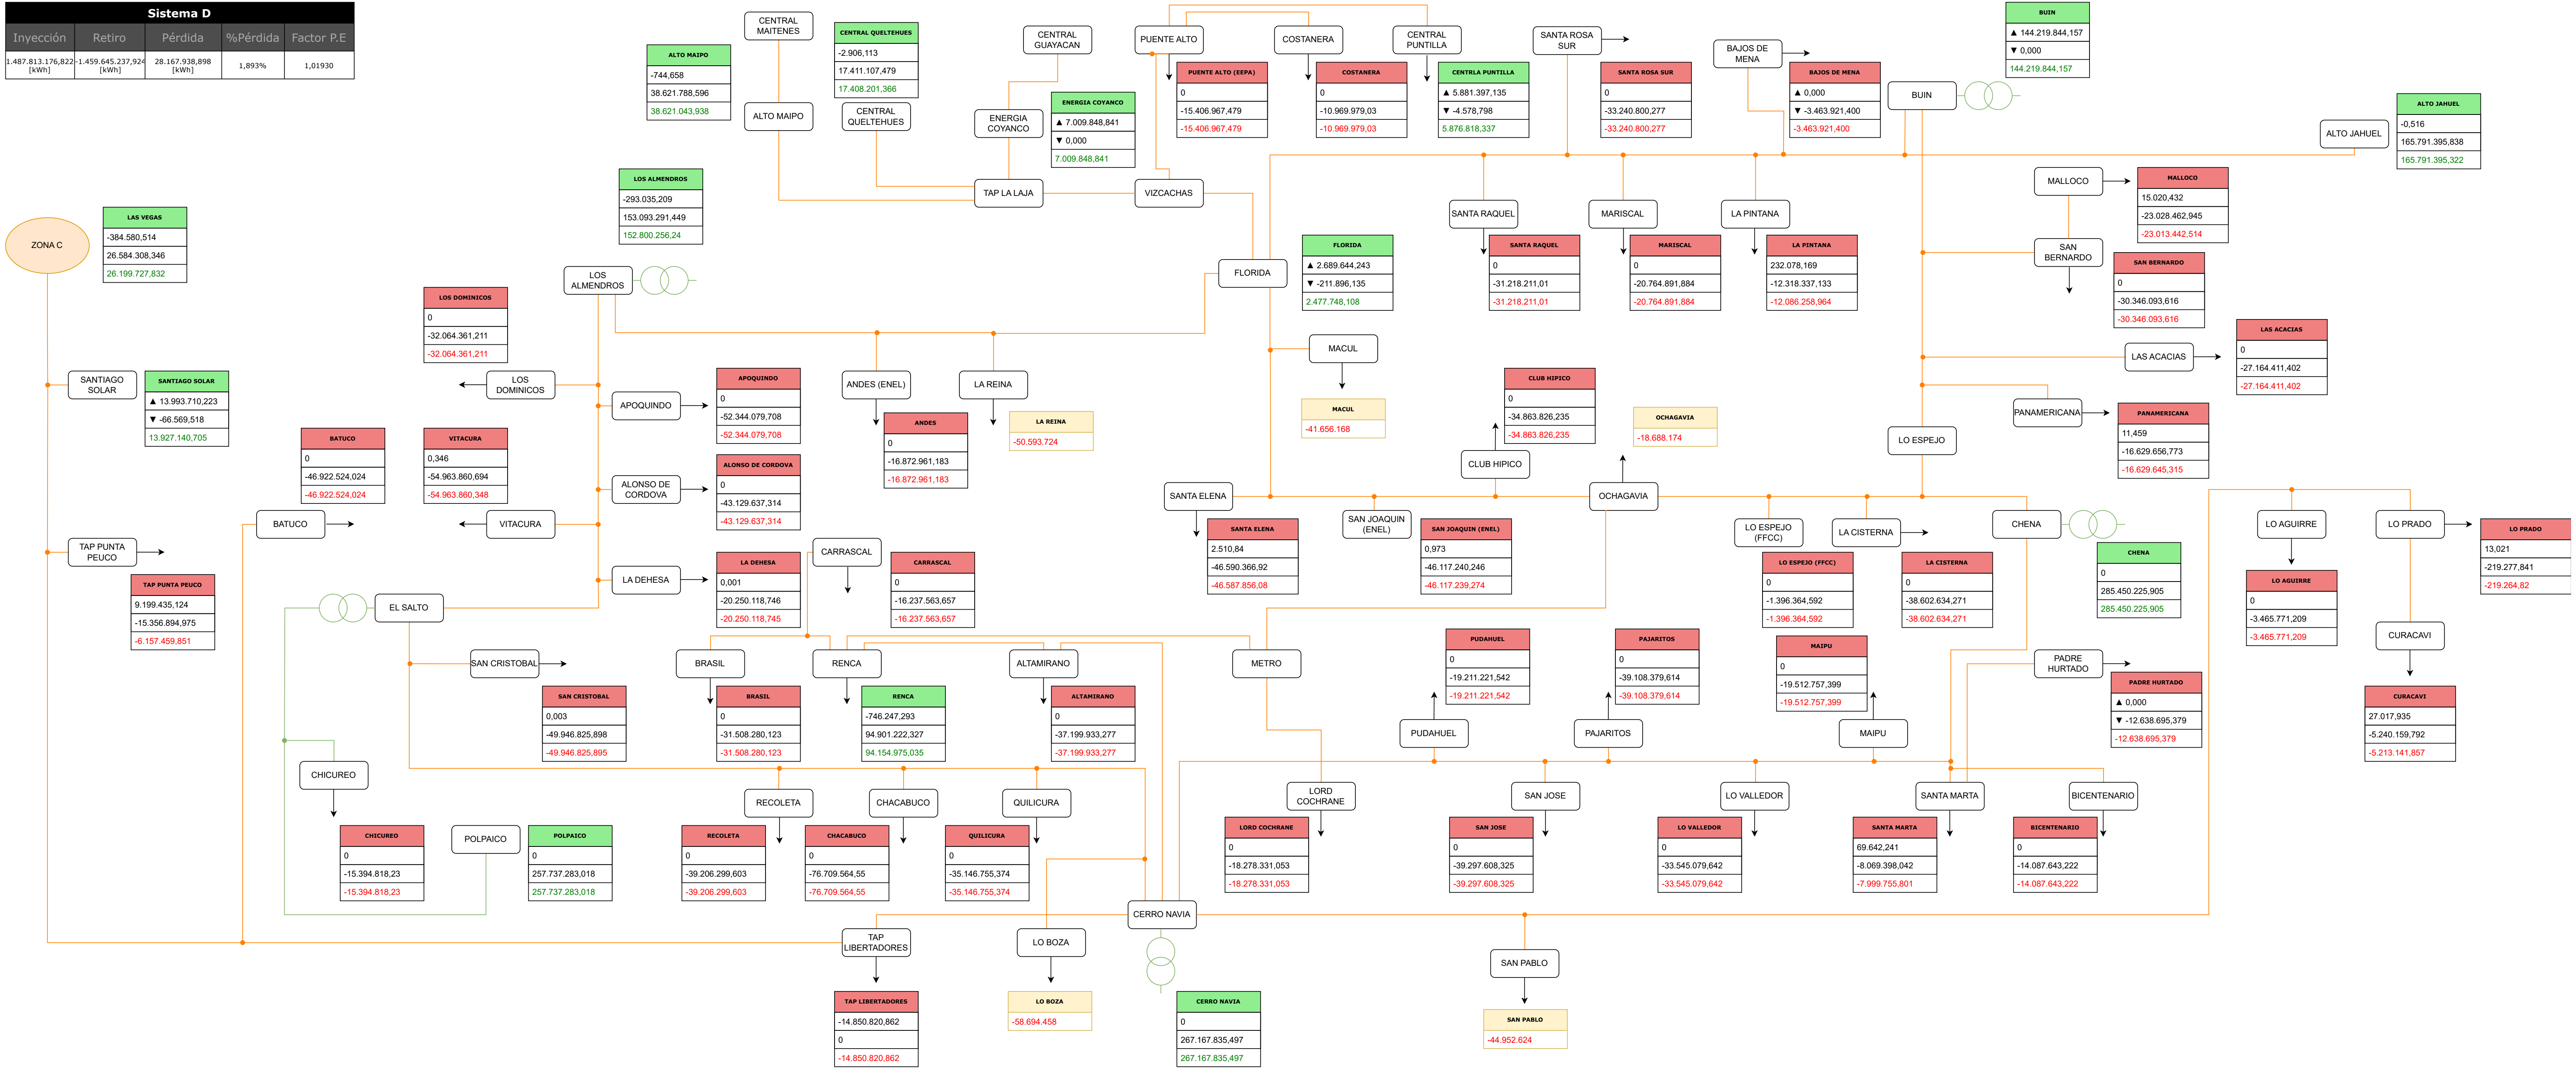 Sistema D
Inyección Retiro Pérdida %Pérdida Factor P.E
1.487.813.176,822 [kWh] -1.459.645.237,924 [kWh] 28.167.938,898 [kWh] 1,893% 1,01930
ZONA C
LAS VEGAS
-384.580,514
26.584.308,346
26.199.727,832
SANTIAGO
SOLAR
SANTIAGO SOLAR
▲ 13.993.710,223
▼ -66.569,518
13.927.140,705
TAP PUNTA
PEUCO
TAP PUNTA PEUCO
9.199.435,124
-15.356.894,975
-6.157.459,851
BATUCO
BATUCO
0
-46.922.524,024
-46.922.524,024
LOS DOMINICOS
0
-32.064.361,211
-32.064.361,211
LOS
DOMINICOS
VITACURA
0,346
-54.963.860,694
-54.963.860,348
VITACURA
CENTRAL
MAITENES
ALTO MAIPO
-744,658
38.621.788,596
38.621.043,938
ALTO MAIPO
CENTRAL QUELTEHUES
-2.906,113
17.411.107,479
17.408.201,366
CENTRAL
QUELTEHUES
LOS ALMENDROS
-293.035,209
153.093.291,449
152.800.256,24
LOS
ALMENDROS
CENTRAL
GUAYACAN
ENERGIA
COYANCO
ENERGIA COYANCO
▲ 7.009.848,841
▼ 0,000
7.009.848,841
TAP LA LAJA
VIZCACHAS
PUENTE ALTO
PUENTE ALTO (EEPA)
0
-15.406.967,479
-15.406.967,479
COSTANERA
COSTANERA
0
-10.969.979,03
-10.969.979,03
CENTRAL
PUNTILLA
CENTRLA PUNTILLA
▲ 5.881.397,135
▼ -4.578,798
5.876.818,337
SANTA ROSA
SUR
SANTA ROSA SUR
0
-33.240.800,277
-33.240.800,277
BAJOS DE
MENA
BAJOS DE MENA
▲ 0,000
▼ -3.463.921,400
-3.463.921,400
BUIN
▲ 144.219.844,157
▼ 0,000
144.219.844,157
BUIN
ALTO JAHUEL
ALTO JAHUEL
-0,516
165.791.395,838
165.791.395,322
MALLOCO
MALLOCO
15.020,432
-23.028.462,945
-23.013.442,514
SAN
BERNARDO
SAN BERNARDO
0
-30.346.093,616
-30.346.093,616
LAS ACACIAS
LAS ACACIAS
0
-27.164.411,402
-27.164.411,402
PANAMERICANA
PANAMERICANA
11,459
-16.629.656,773
-16.629.645,315
LO ESPEJO
SANTA RAQUEL
SANTA RAQUEL
0
-31.218.211,01
-31.218.211,01
MARISCAL
MARISCAL
0
-20.764.891,884
-20.764.891,884
LA PINTANA
LA PINTANA
232.078,169
-12.318.337,133
-12.086.258,964
FLORIDA
FLORIDA
▲ 2.689.644,243
▼ -211.896,135
2.477.748,108
MACUL
MACUL
-41.656.168
APOQUINDO
APOQUINDO
0
-52.344.079,708
-52.344.079,708
ALONSO DE
CORDOVA
ALONSO DE CORDOVA
0
-43.129.637,314
-43.129.637,314
LA DEHESA
LA DEHESA
0,001
-20.250.118,746
-20.250.118,745
ANDES (ENEL)
ANDES
0
-16.872.961,183
-16.872.961,183
LA REINA
LA REINA
-50.593.724
CLUB HIPICO
0
-34.863.826,235
-34.863.826,235
CLUB HIPICO
OCHAGAVIA
-18.688.174
OCHAGAVIA
SANTA ELENA
SANTA ELENA
2.510,84
-46.590.366,92
-46.587.856,08
SAN JOAQUIN
(ENEL)
SAN JOAQUIN (ENEL)
0,973
-46.117.240,246
-46.117.239,274
LO ESPEJO
(FFCC)
LO ESPEJO (FFCC)
0
-1.396.364,592
-1.396.364,592
LA CISTERNA
LA CISTERNA
0
-38.602.634,271
-38.602.634,271
CHENA
CHENA
0
285.450.225,905
285.450.225,905
LO AGUIRRE
LO AGUIRRE
0
-3.465.771,209
-3.465.771,209
LO PRADO
LO PRADO
13,021
-219.277,841
-219.264,82
CURACAVI
CURACAVI
27.017,935
-5.240.159,792
-5.213.141,857
EL SALTO
SAN CRISTOBAL
SAN CRISTOBAL
0,003
-49.946.825,898
-49.946.825,895
CARRASCAL
CARRASCAL
0
-16.237.563,657
-16.237.563,657
BRASIL
BRASIL
0
-31.508.280,123
-31.508.280,123
RENCA
RENCA
-746.247,293
94.901.222,327
94.154.975,035
ALTAMIRANO
ALTAMIRANO
0
-37.199.933,277
-37.199.933,277
METRO
PUDAHUEL
0
-19.211.221,542
-19.211.221,542
PUDAHUEL
PAJARITOS
0
-39.108.379,614
-39.108.379,614
PAJARITOS
MAIPU
0
-19.512.757,399
-19.512.757,399
MAIPU
PADRE
HURTADO
PADRE HURTADO
▲ 0,000
▼ -12.638.695,379
-12.638.695,379
CHICUREO
CHICUREO
0
-15.394.818,23
-15.394.818,23
POLPAICO
POLPAICO
0
257.737.283,018
257.737.283,018
RECOLETA
RECOLETA
0
-39.206.299,603
-39.206.299,603
CHACABUCO
CHACABUCO
0
-76.709.564,55
-76.709.564,55
QUILICURA
QUILICURA
0
-35.146.755,374
-35.146.755,374
LORD
COCHRANE
LORD COCHRANE
0
-18.278.331,053
-18.278.331,053
SAN JOSE
SAN JOSE
0
-39.297.608,325
-39.297.608,325
LO VALLEDOR
LO VALLEDOR
0
-33.545.079,642
-33.545.079,642
SANTA MARTA
SANTA MARTA
69.642,241
-8.069.398,042
-7.999.755,801
BICENTENARIO
BICENTENARIO
0
-14.087.643,222
-14.087.643,222
CERRO NAVIA
CERRO NAVIA
0
267.167.835,497
267.167.835,497
TAP
LIBERTADORES
TAP LIBERTADORES
-14.850.820,862
0
-14.850.820,862
LO BOZA
LO BOZA
-58.694.458
SAN PABLO
SAN PABLO
-44.952.624